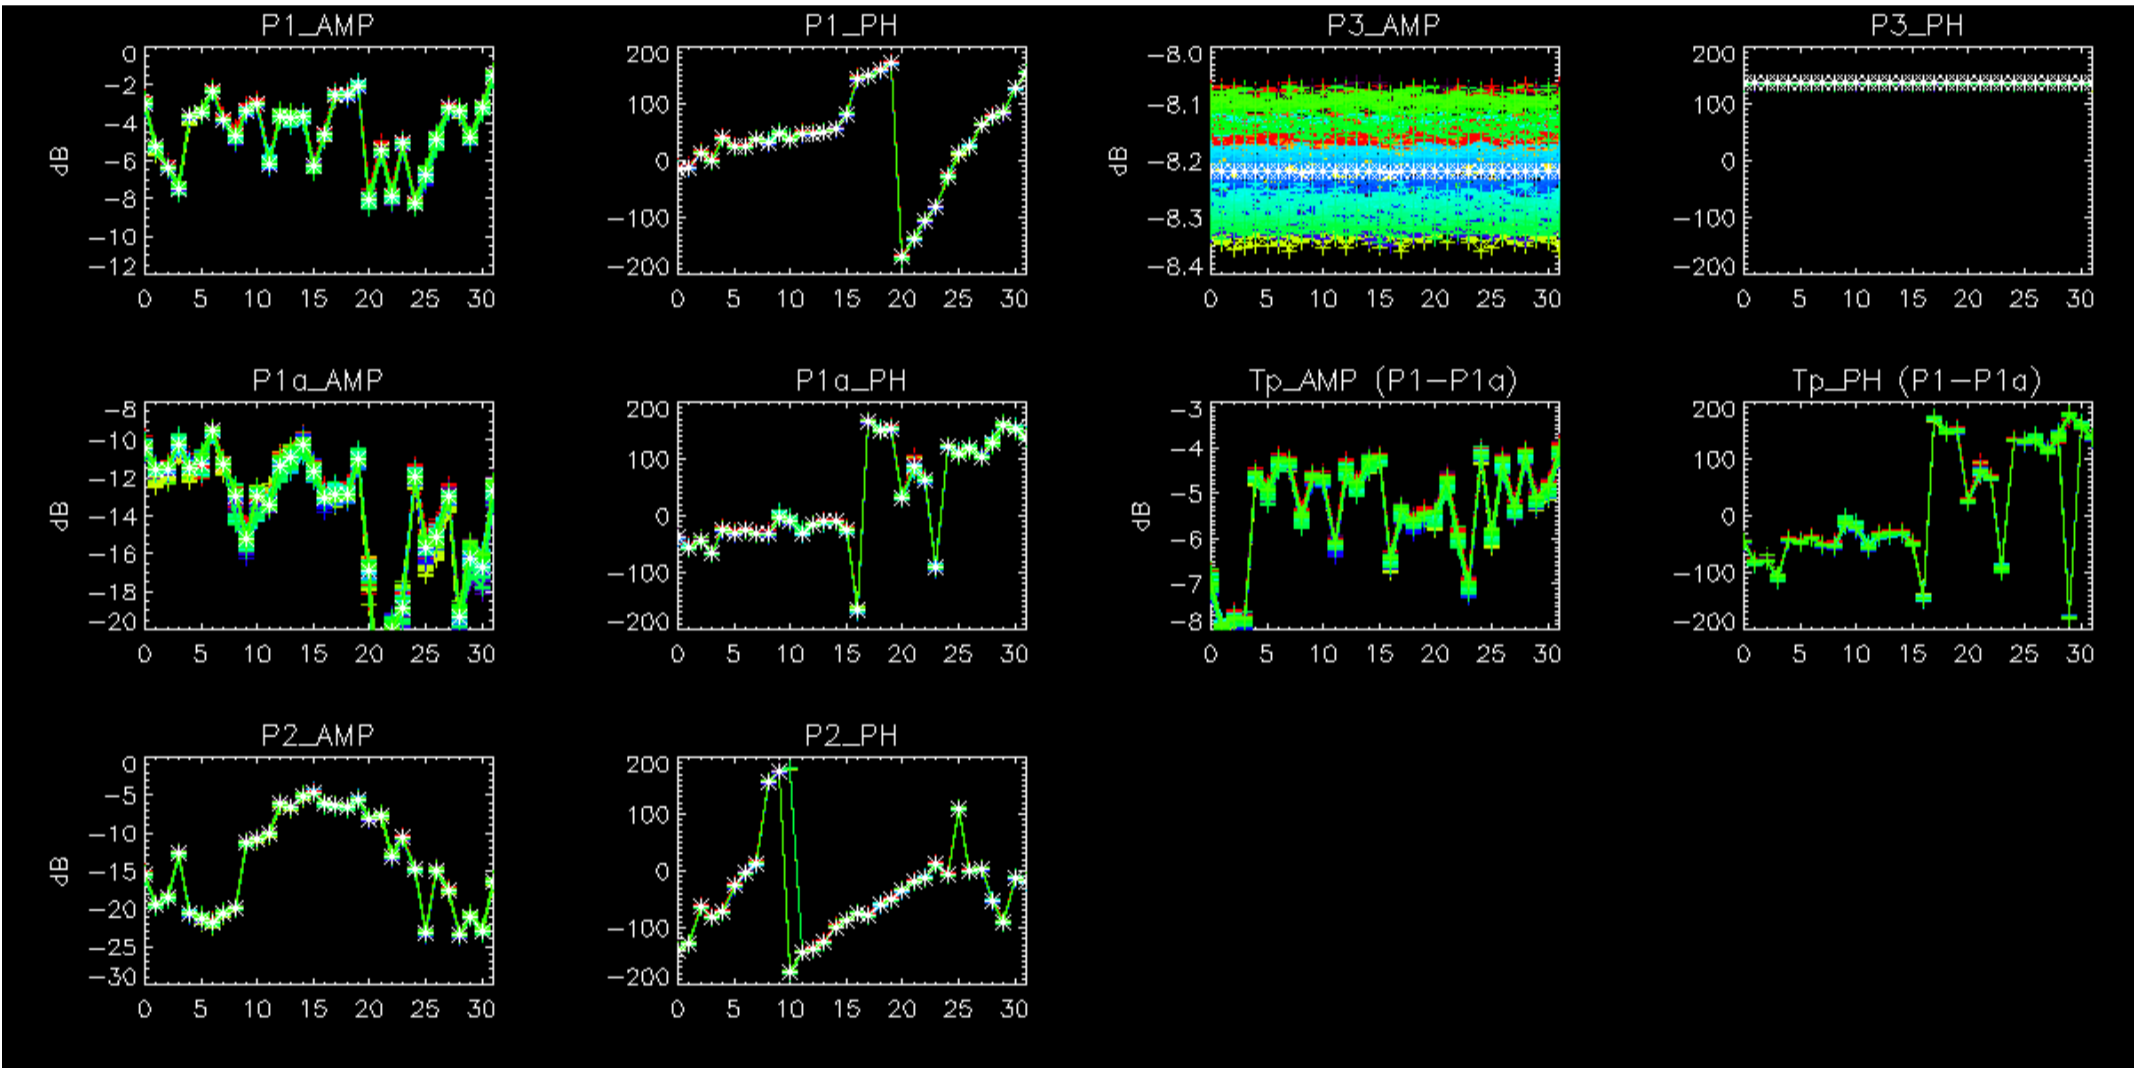 P1_AMP
0
-2
-4
-6
-8
-10
-12
dB
0 5 10 15 20 25 30
P1_PH
200
100
0
-100
-200
0 5 10 15 20 25 30
P3_AMP
-8.0
-8.1
-8.2
-8.3
-8.4
dB
0 5 10 15 20 25 30
P3_PH
200
100
0
-100
-200
0 5 10 15 20 25 30
P1a_AMP
-8
-10
-12
-14
-16
-18
-20
dB
0 5 10 15 20 25 30
P1a_PH
200
100
0
-100
-200
0 5 10 15 20 25 30
Tp_AMP (P1-P1a)
-3
-4
-5
-6
-7
-8
dB
0 5 10 15 20 25 30
Tp_PH (P1-P1a)
200
100
0
-100
-200
0 5 10 15 20 25 30
P2_AMP
0
-5
-10
-15
-20
-25
-30
dB
0 5 10 15 20 25 30
P2_PH
200
100
0
-100
-200
0 5 10 15 20 25 30